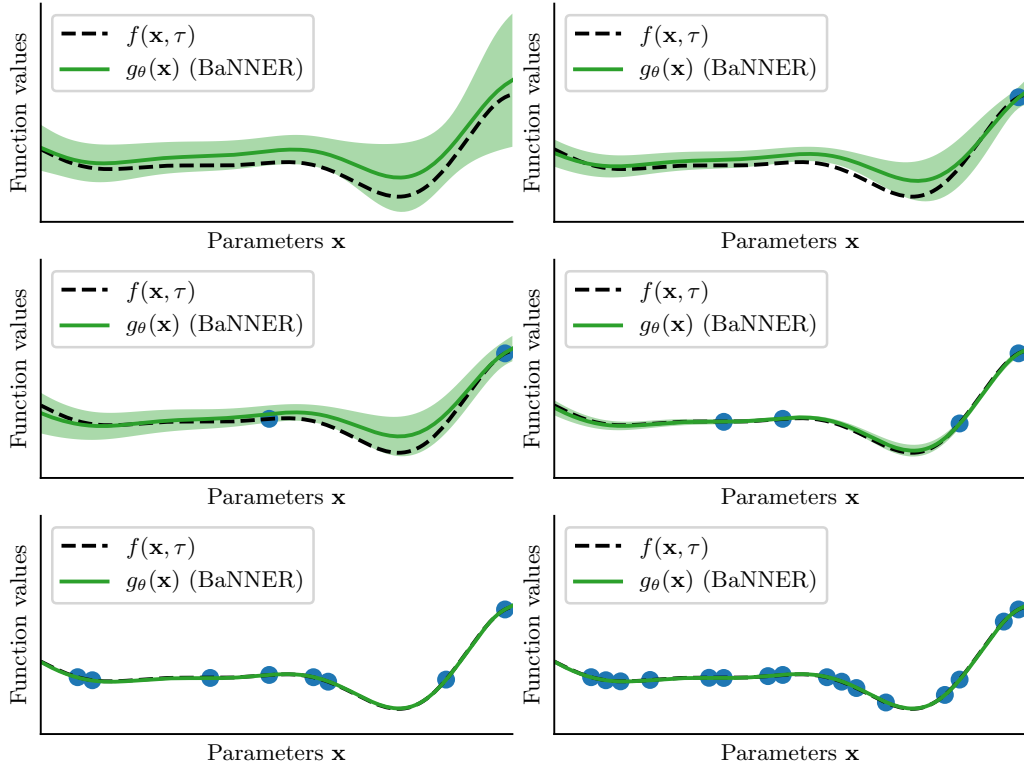 f(x, τ)
g_θ(x) (BaNNER)
Function values
Parameters x
f(x, τ)
g_θ(x) (BaNNER)
Function values
Parameters x
f(x, τ)
g_θ(x) (BaNNER)
Function values
Parameters x
f(x, τ)
g_θ(x) (BaNNER)
Function values
Parameters x
f(x, τ)
g_θ(x) (BaNNER)
Function values
Parameters x
f(x, τ)
g_θ(x) (BaNNER)
Function values
Parameters x